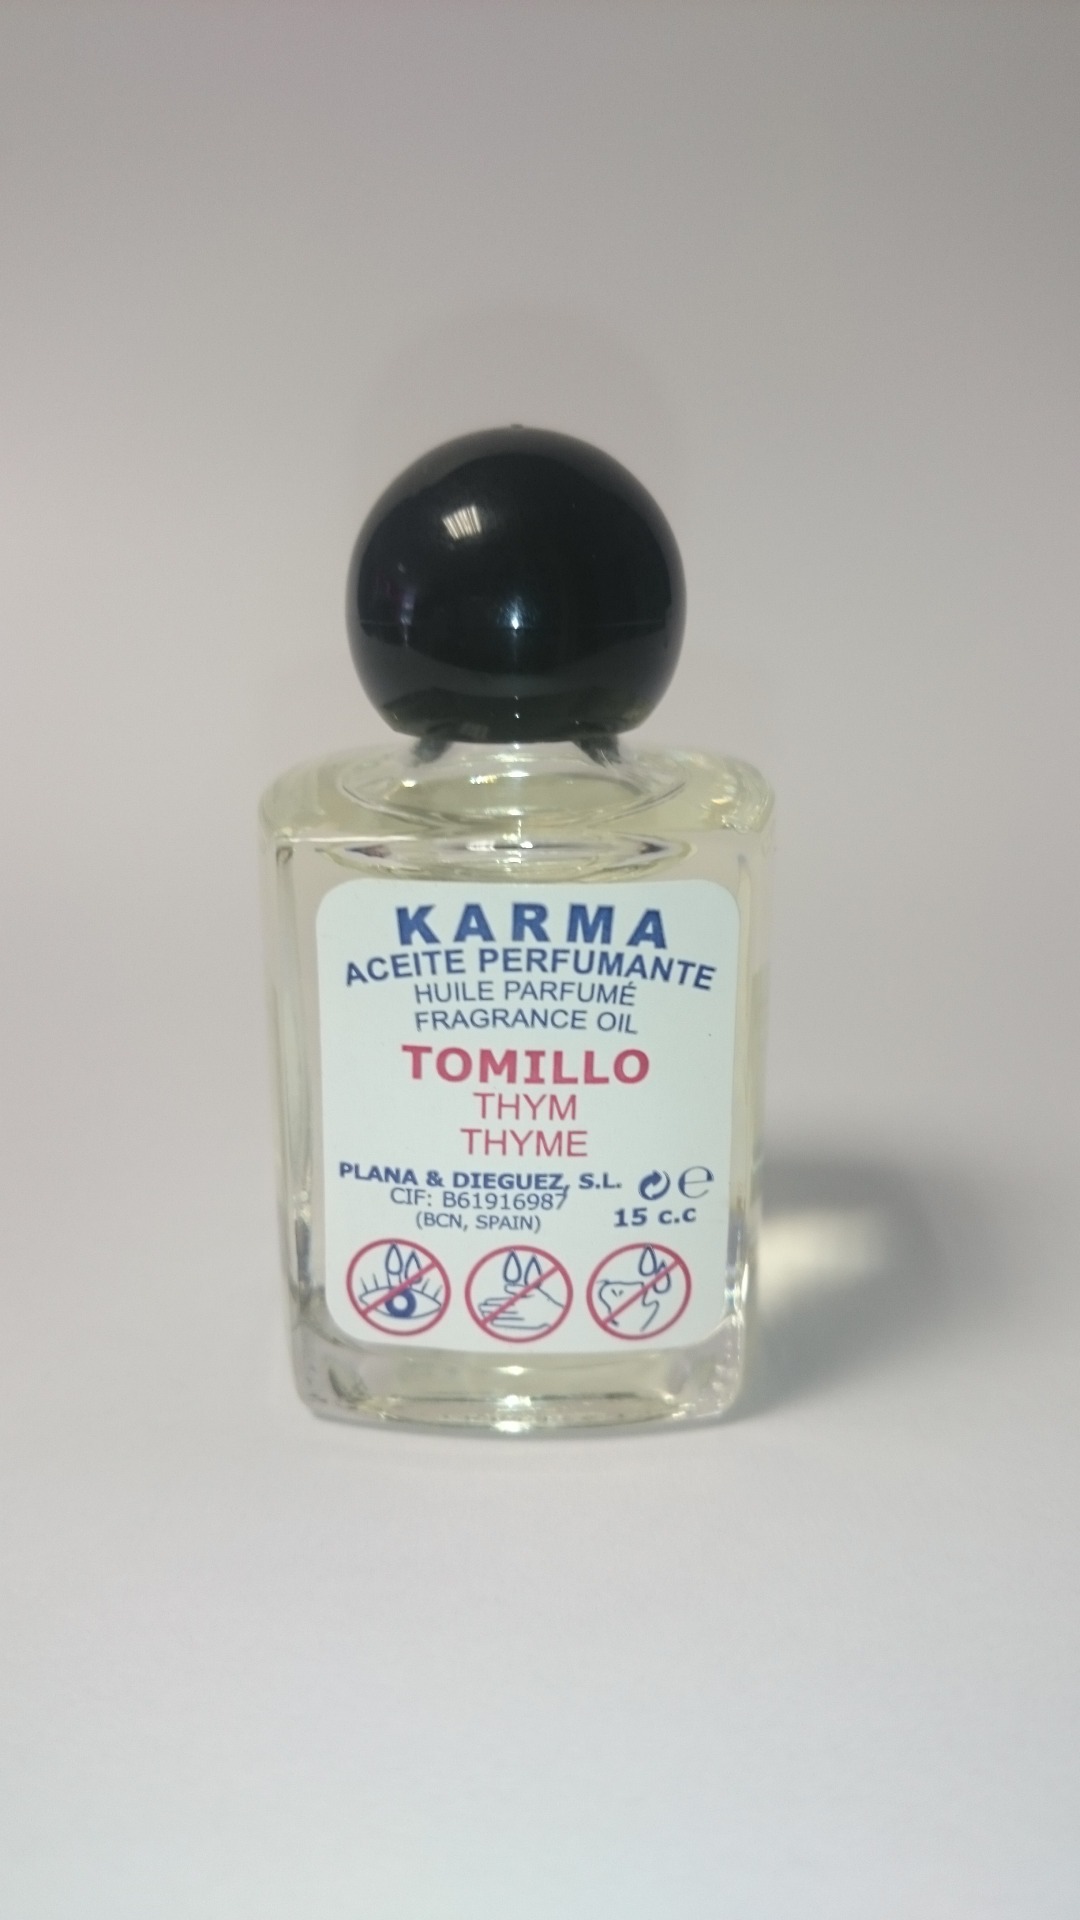 KARMA
ACEITE PERFUMANTE
HUILE PARFUMÉ
FRAGRANCE OIL
TOMILLO
THYM
THYME
PLANA & DIEGUEZ, S.L.
CIF: B61916987
(BCN, SPAIN)
℮
15 c.c